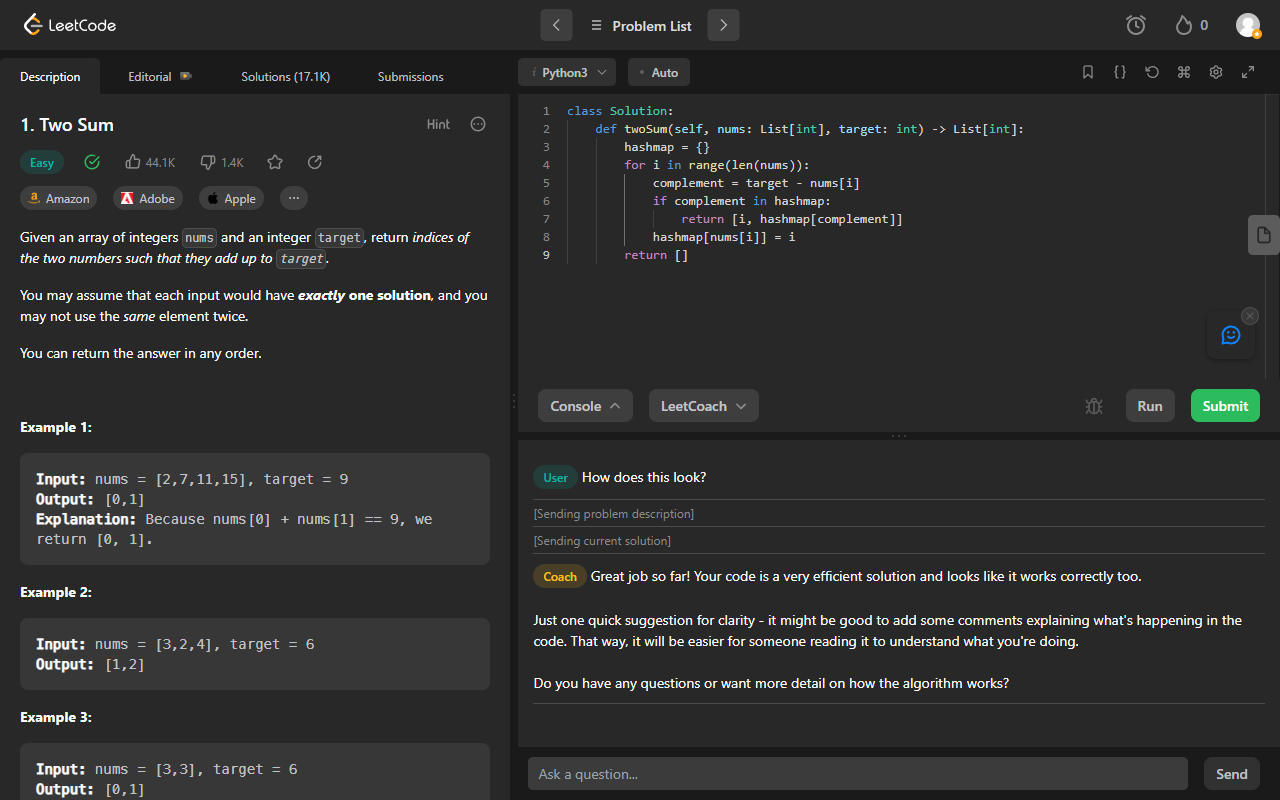 LeetCode
Problem List
0
Description
Editorial
Solutions (17.1K)
Submissions
1. Two Sum
Hint
Easy
44.1K
1.4K
Amazon
Adobe
Apple
Given an array of integers nums and an integer target, return indices of
the two numbers such that they add up to target.
You may assume that each input would have exactly one solution, and you
may not use the same element twice.
You can return the answer in any order.
Example 1:
Input: nums = [2,7,11,15], target = 9
Output: [0,1]
Explanation: Because nums[0] + nums[1] == 9, we
return [0, 1].
Example 2:
Input: nums = [3,2,4], target = 6
Output: [1,2]
Example 3:
Input: nums = [3,3], target = 6
Output: [0,1]
i Python3
Auto
1 class Solution:
2 def twoSum(self, nums: List[int], target: int) -> List[int]:
3 hashmap = {}
4 for i in range(len(nums)):
5 complement = target - nums[i]
6 if complement in hashmap:
7 return [i, hashmap[complement]]
8 hashmap[nums[i]] = i
9 return []
Console
LeetCoach
Run
Submit
User How does this look?
[Sending problem description]
[Sending current solution]
Coach Great job so far! Your code is a very efficient solution and looks like it works correctly too.
Just one quick suggestion for clarity - it might be good to add some comments explaining what's happening in the
code. That way, it will be easier for someone reading it to understand what you're doing.
Do you have any questions or want more detail on how the algorithm works?
Ask a question...
Send